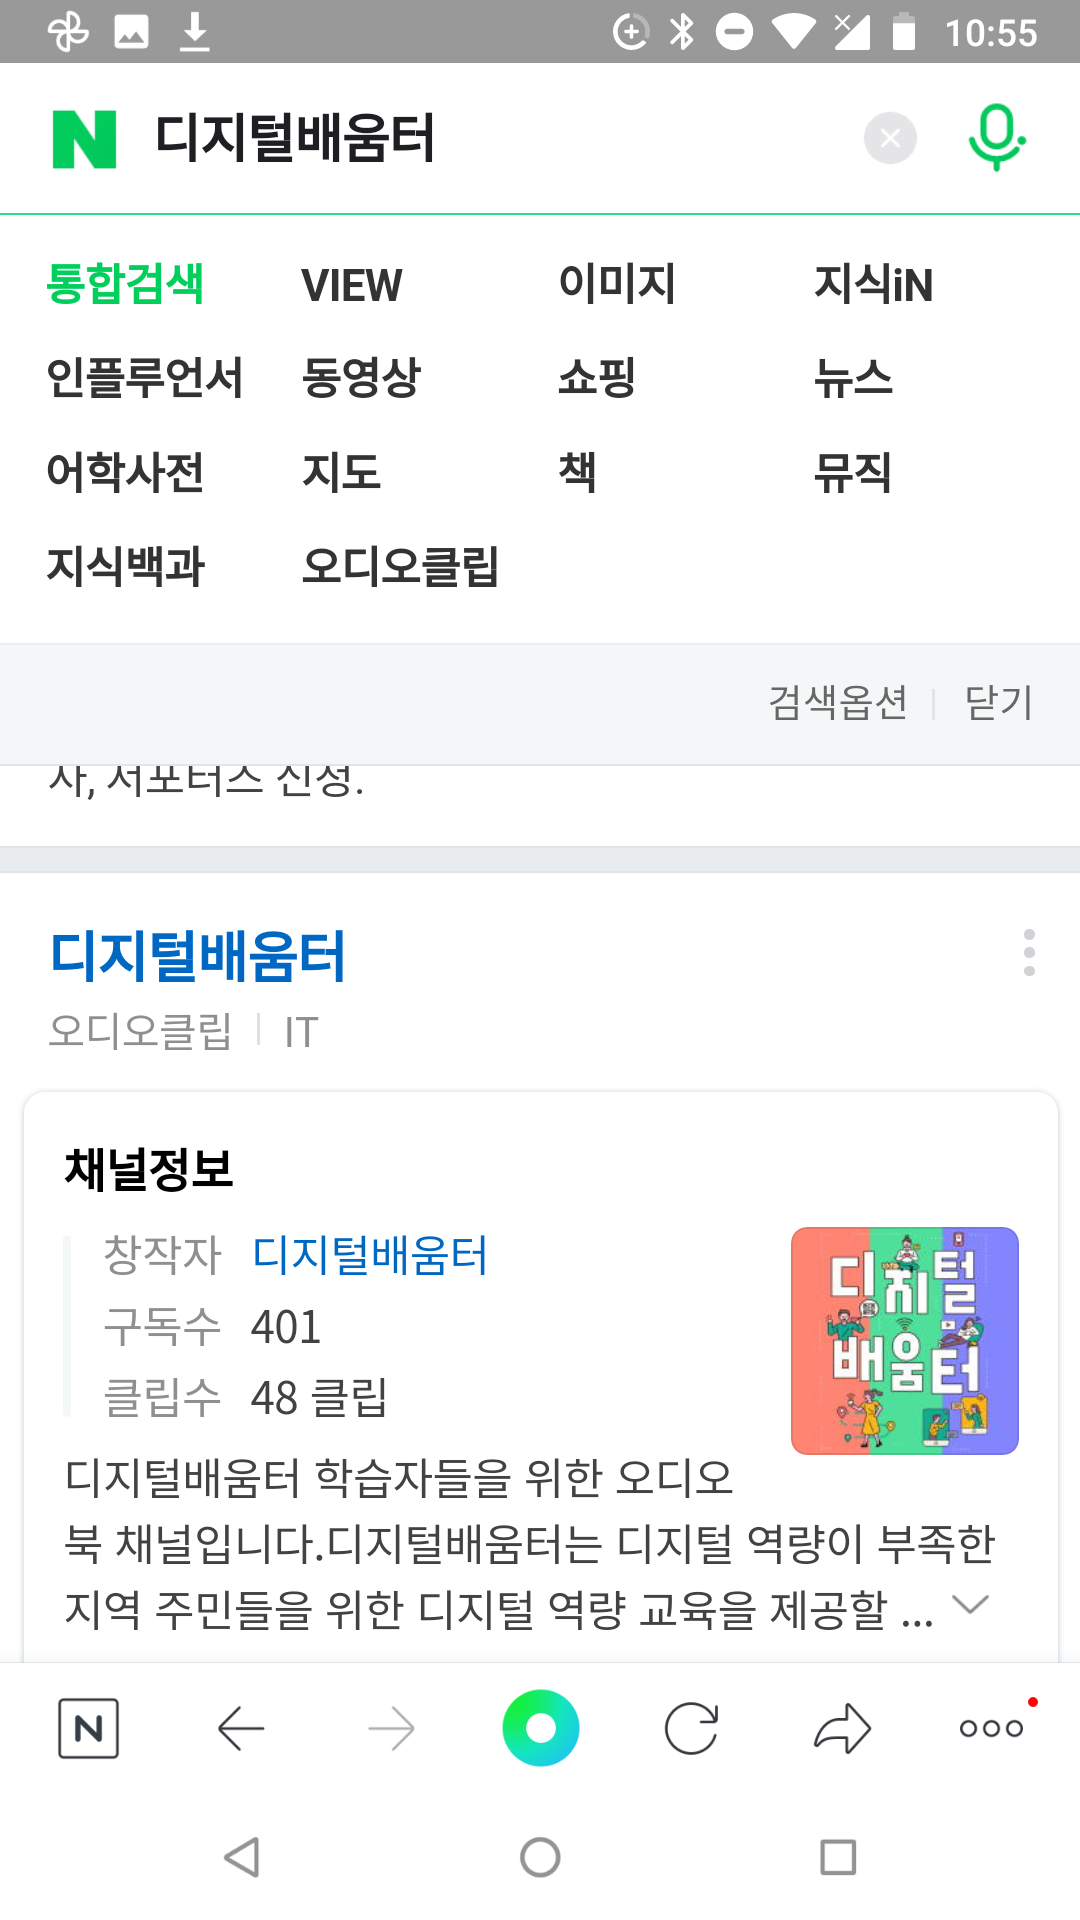 10:55
N 디지털배움터
통합검색 VIEW 이미지 지식iN
인플루언서 동영상 쇼핑 뉴스
어학사전 지도 책 뮤직
지식백과 오디오클립
검색옵션 닫기
사, 서포터즈 신청.
디지털배움터
오디오클립 IT
채널정보
창작자 디지털배움터
구독수 401
클립수 48 클립
디지털
배움터
디지털배움터 학습자들을 위한 오디오
북 채널입니다.디지털배움터는 디지털 역량이 부족한
지역 주민들을 위한 디지털 역량 교육을 제공할 ...
N